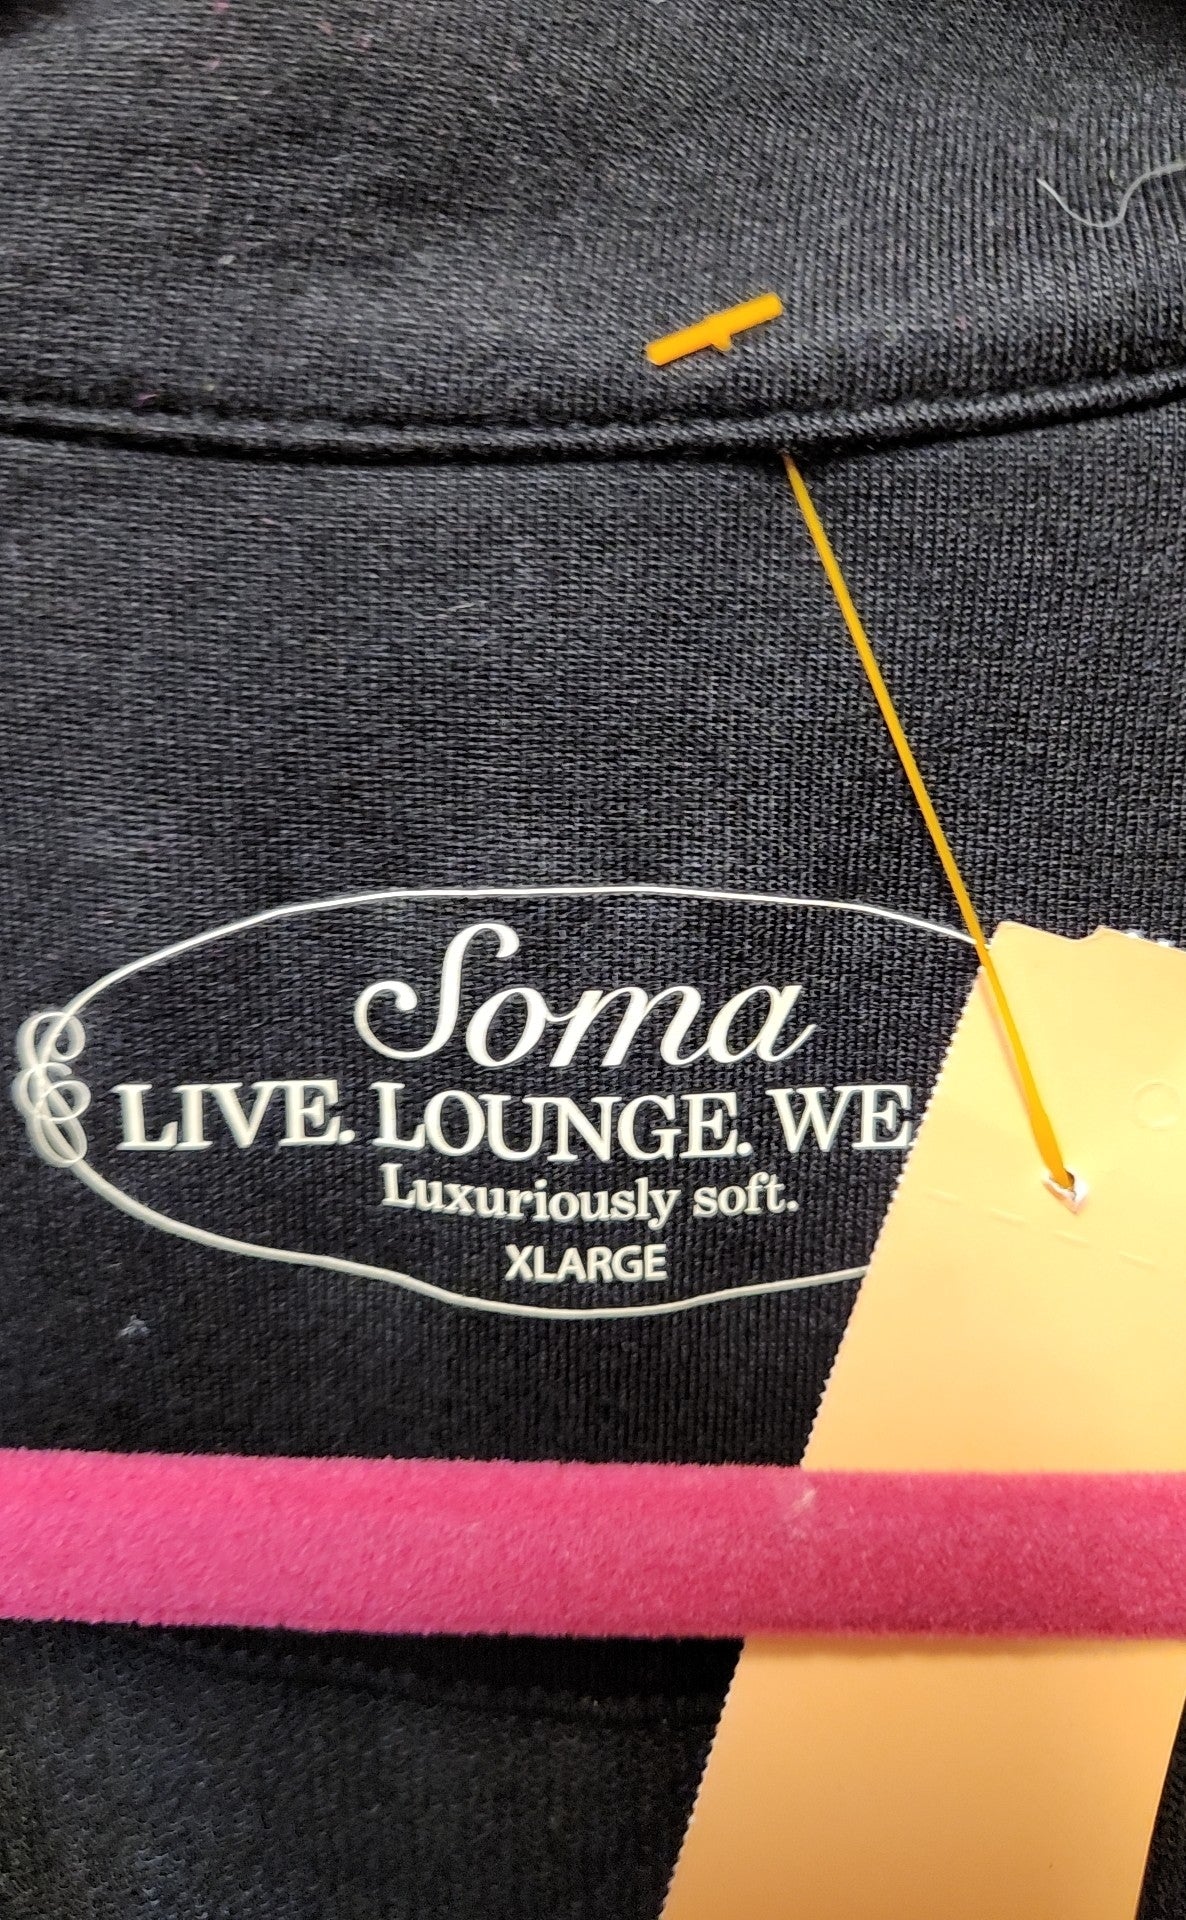 Soma
LIVE. LOUNGE. WE
Luxuriously soft.
XLARGE